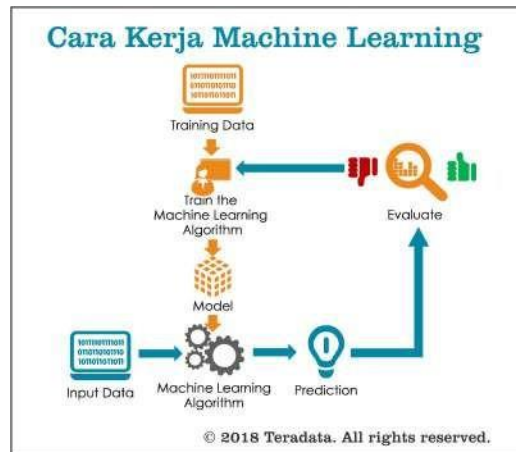 Cara Kerja Machine Learning
Training Data
Train the
Machine Learning
Algorithm
Evaluate
Model
Input Data
Machine Learning
Algorithm
Prediction
© 2018 Teradata. All rights reserved.